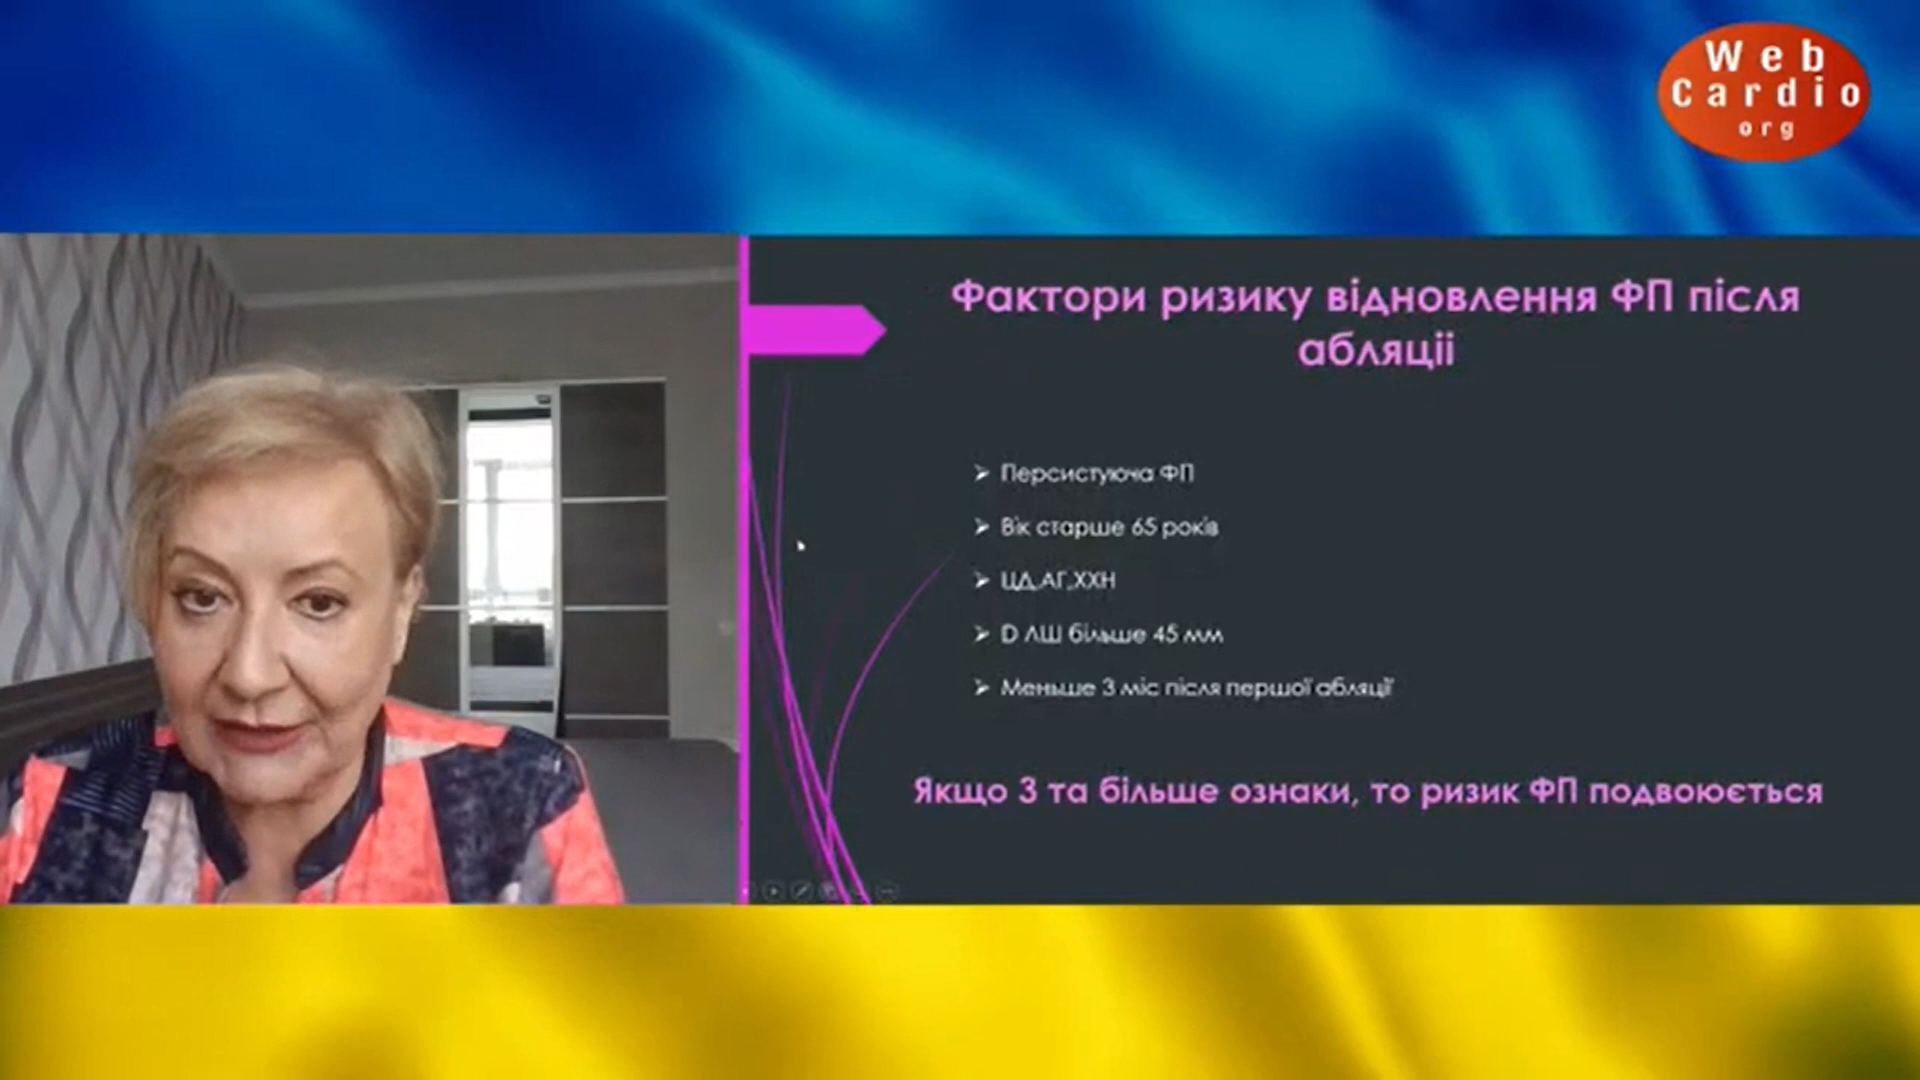 Web
Cardio
org
Фактори ризику відновлення ФП після
абляціі
Персистуюча ФП
Вік старше 65 років
ЦД,АГ,ХХН
D ЛШ більше 45 мм
Меньше 3 міс після першої абляції
Якщо 3 та більше ознаки, то ризик ФП подвоюється